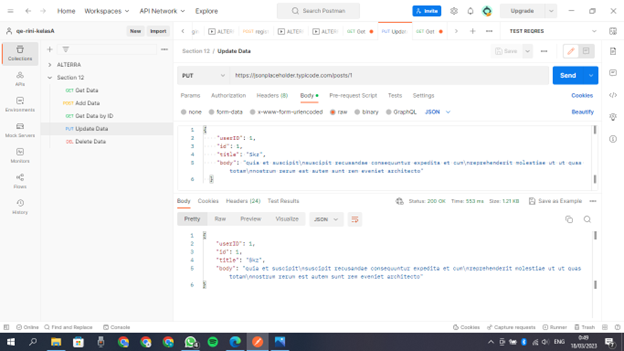 Home Workspaces API Network Explore Search Postman Invite Upgrade
qe-rini-kelasA New Import ALTERR TEST REQRES
Section 12 / Update Data Save
Collections
ALTERRA
Section 12
GET Get Data
POST Add Data
GET Get Data by ID
PUT Update Data
DEL Delete Data
APIs
Environments
Mock Servers
Monitors
Flows
History
PUT https://jsonplaceholder.typicode.com/posts/1 Send
Params Authorization Headers (8) Body Pre-request Script Tests Settings Cookies
none form-data x-www-form-urlencoded raw binary GraphQL JSON Beautify
1 {
2 "userID": 1,
3 "id": 1,
4 "title": "Skz",
5 "body": "quia et suscipit\nsuscipit recusandae consequuntur expedita et cum\nreprehenderit molestiae ut ut quas
totam\nnostrum rerum est autem sunt rem eveniet architecto"
6 }
Body Cookies Headers (24) Test Results Status: 200 OK Time: 553 ms Size: 1.21 KB Save as Example
Pretty Raw Preview Visualize JSON
1 {
2 "userID": 1,
3 "id": 1,
4 "title": "Skz",
5 "body": "quia et suscipit\nsuscipit recusandae consequuntur expedita et cum\nreprehenderit molestiae ut ut quas
totam\nnostrum rerum est autem sunt rem eveniet architecto"
6 }
Online Find and Replace Console Cookies Capture requests Runner Trash
ENG 0:49
18/03/2023